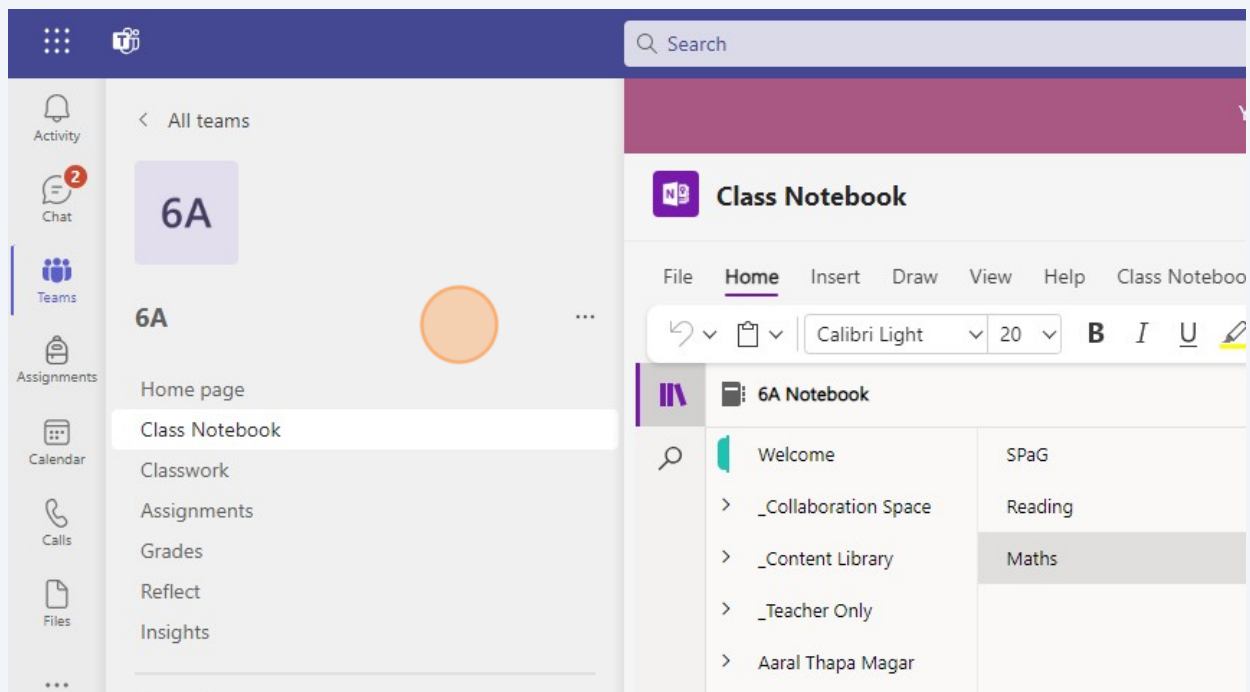 Search
Activity
2
Chat
Teams
Assignments
Calendar
Calls
Files
All teams
6A
6A
Home page
Class Notebook
Classwork
Assignments
Grades
Reflect
Insights
Class Notebook
File Home Insert Draw View Help Class Noteboo
Calibri Light 20 B I U
6A Notebook
Welcome
_Collaboration Space
_Content Library
_Teacher Only
Aaral Thapa Magar
SPaG
Reading
Maths